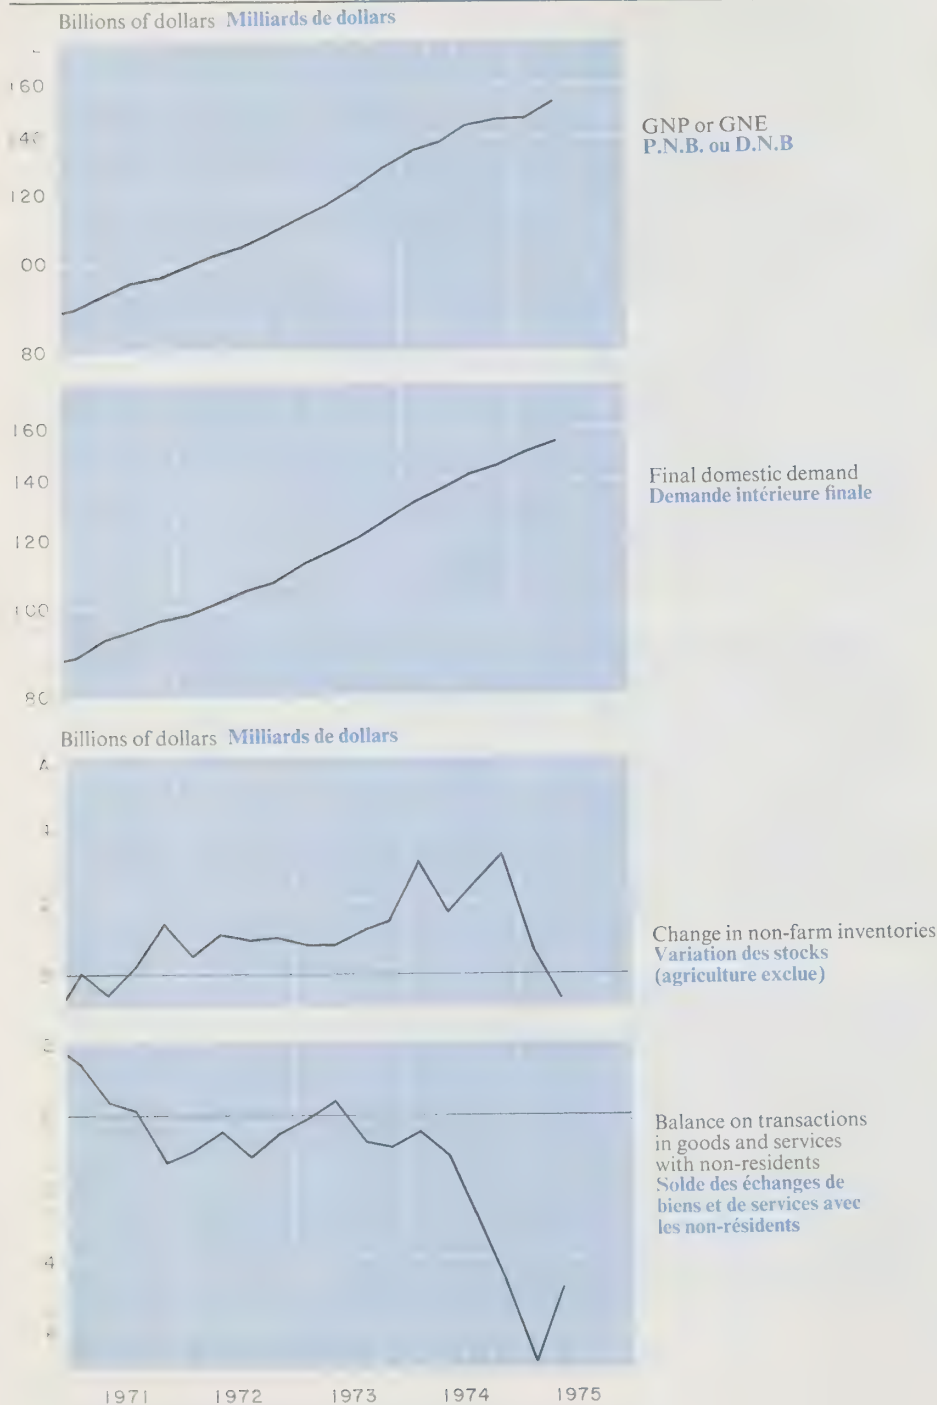 Billions of dollars Milliards de dollars
160
120
80
GNP or GNE
P.N.B. ou D.N.B
160
140
120
80
Final domestic demand
Demande intérieure finale
Billions of dollars Milliards de dollars
Change in non-farm inventories
Variation des stocks
(agriculture exclue)
4
Balance on transactions
in goods and services
with non-residents
Solde des échanges de
biens et de services avec
les non-résidents
1971 1972 1973 1974 1975